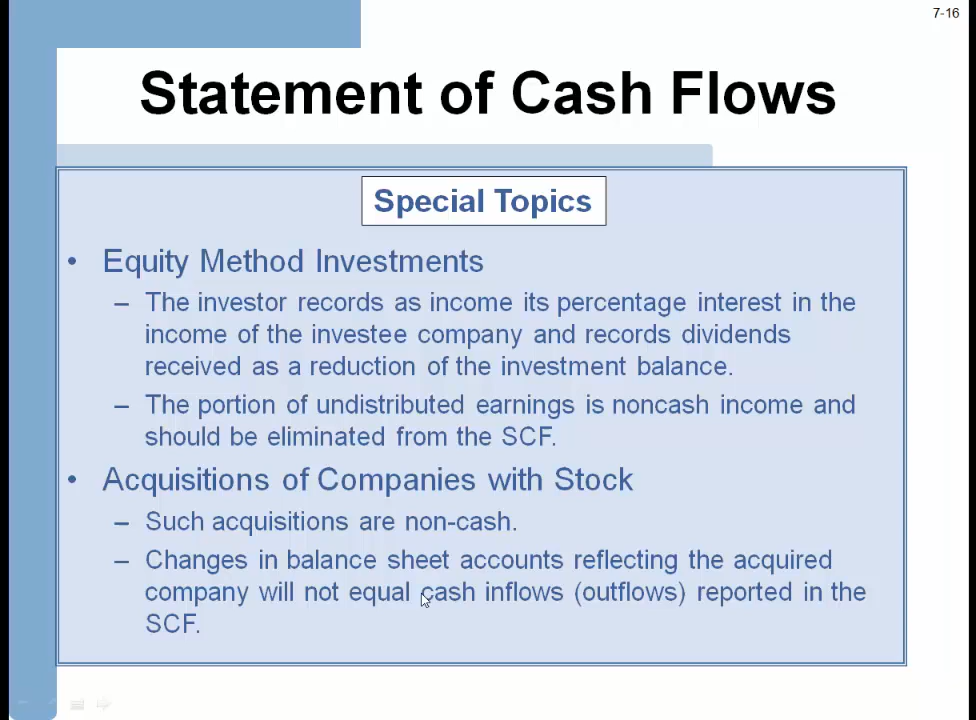 7-16
Statement of Cash Flows
Special Topics
• Equity Method Investments
– The investor records as income its percentage interest in the
income of the investee company and records dividends
received as a reduction of the investment balance.
– The portion of undistributed earnings is noncash income and
should be eliminated from the SCF.
• Acquisitions of Companies with Stock
– Such acquisitions are non-cash.
– Changes in balance sheet accounts reflecting the acquired
company will not equal cash inflows (outflows) reported in the
SCF.